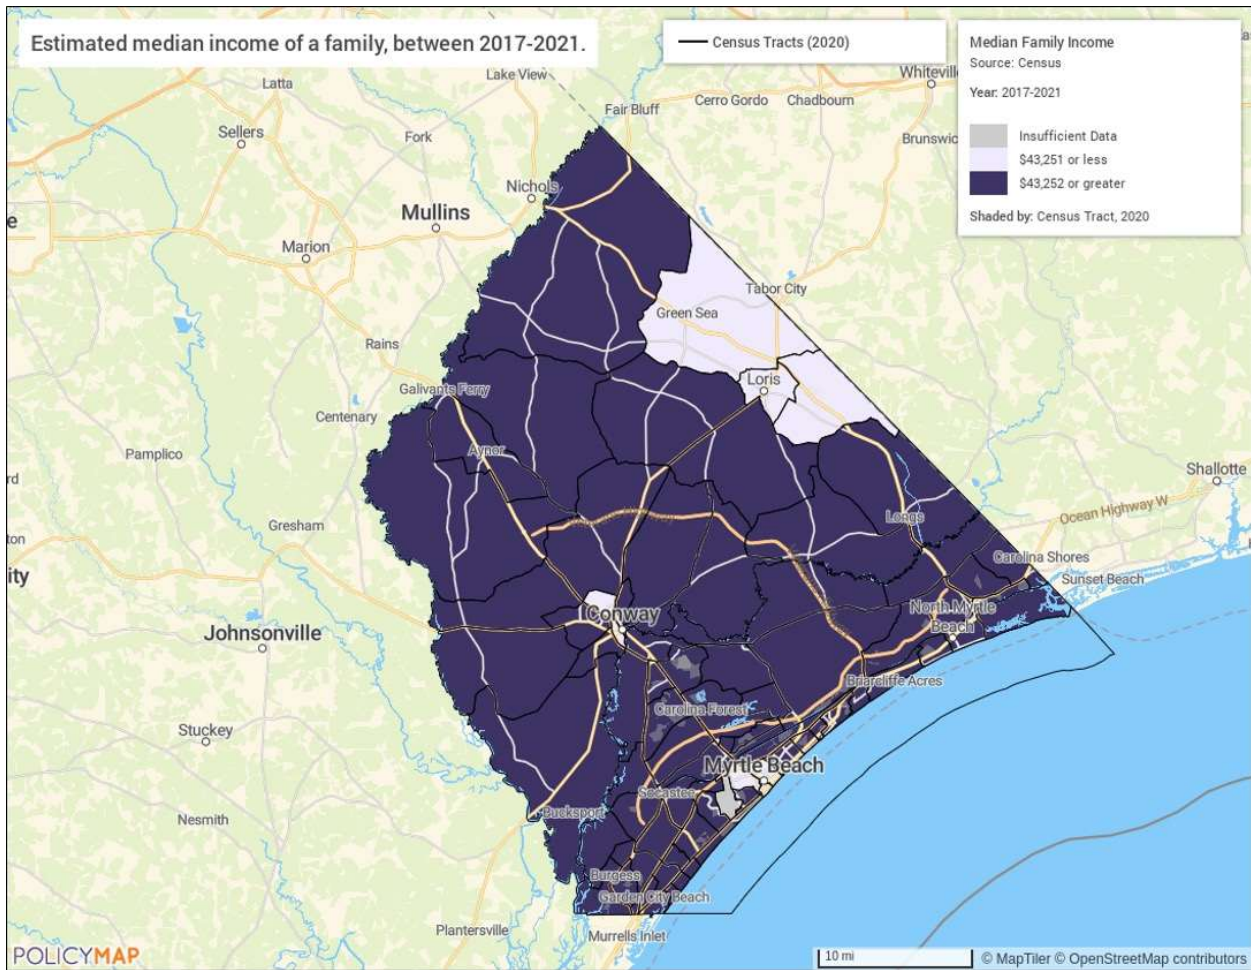 Estimated median income of a family, between 2017-2021.
Census Tracts (2020)
Median Family Income
Source: Census
Year: 2017-2021
Insufficient Data
$43,251 or less
$43,252 or greater
Shaded by: Census Tract, 2020
Lake View
Latta
Whiteville
Fair Bluff
Cerro Gordo
Chadbourn
Sellers
Fork
Brunswic
Nichols
Mullins
e
Marion
Tabor City
Green Sea
Rains
Loris
Galivants Ferry
Centenary
Aynor
Pamplico
Shallotte
rd
Ocean Highway W
Longs
Gresham
ton
Carolina Shores
ity
Sunset Beach
Conway
North Myrtle
Beach
Johnsonville
Briarcliffe Acres
Carolina Forest
Stuckey
Myrtle Beach
Socastee
Bucksport
Nesmith
Burgess
Garden City Beach
Plantersville
Murrells Inlet
POLICYMAP
10 mi
© MapTiler © OpenStreetMap contributors